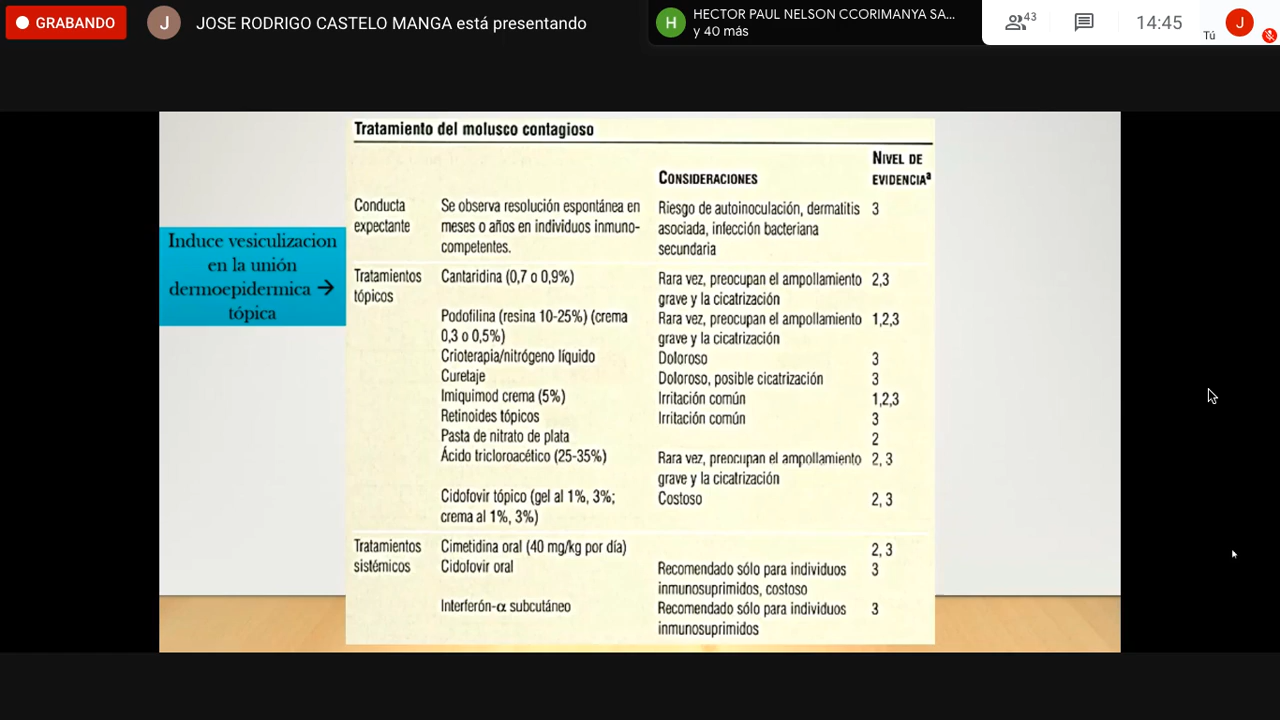 GRABANDO
J
JOSE RODRIGO CASTELO MANGA está presentando
H
HECTOR PAUL NELSON CCORIMANYA SA...
y 40 más
43
14:45
Tú
J
Tratamiento del molusco contagioso
CONSIDERACIONES
NIVEL DE
EVIDENCIAª
Induce vesiculizacion
en la unión
dermoepidermica →
tópica
Conducta
expectante
Se observa resolución espontánea en
meses o años en individuos inmuno-
competentes.
Riesgo de autoinoculación, dermatitis
asociada, infección bacteriana
secundaria
3
Tratamientos
tópicos
Cantaridina (0,7 o 0,9%)
Rara vez, preocupan el ampollamiento
grave y la cicatrización
2,3
Podofilina (resina 10-25%) (crema
0,3 o 0,5%)
Rara vez, preocupan el ampollamiento
grave y la cicatrización
1,2,3
Crioterapia/nitrógeno líquido
Doloroso
3
Curetaje
Doloroso, posible cicatrización
3
Imiquimod crema (5%)
Irritación común
1,2,3
Retinoides tópicos
Irritación común
3
Pasta de nitrato de plata
2
Ácido tricloroacético (25-35%)
Rara vez, preocupan el ampollamiento
grave y la cicatrización
2, 3
Cidofovir tópico (gel al 1%, 3%;
crema al 1%, 3%)
Costoso
2, 3
Tratamientos
sistémicos
Cimetidina oral (40 mg/kg por día)
2, 3
Cidofovir oral
Recomendado sólo para individuos
inmunosuprimidos, costoso
3
Interferón-α subcutáneo
Recomendado sólo para individuos
inmunosuprimidos
3